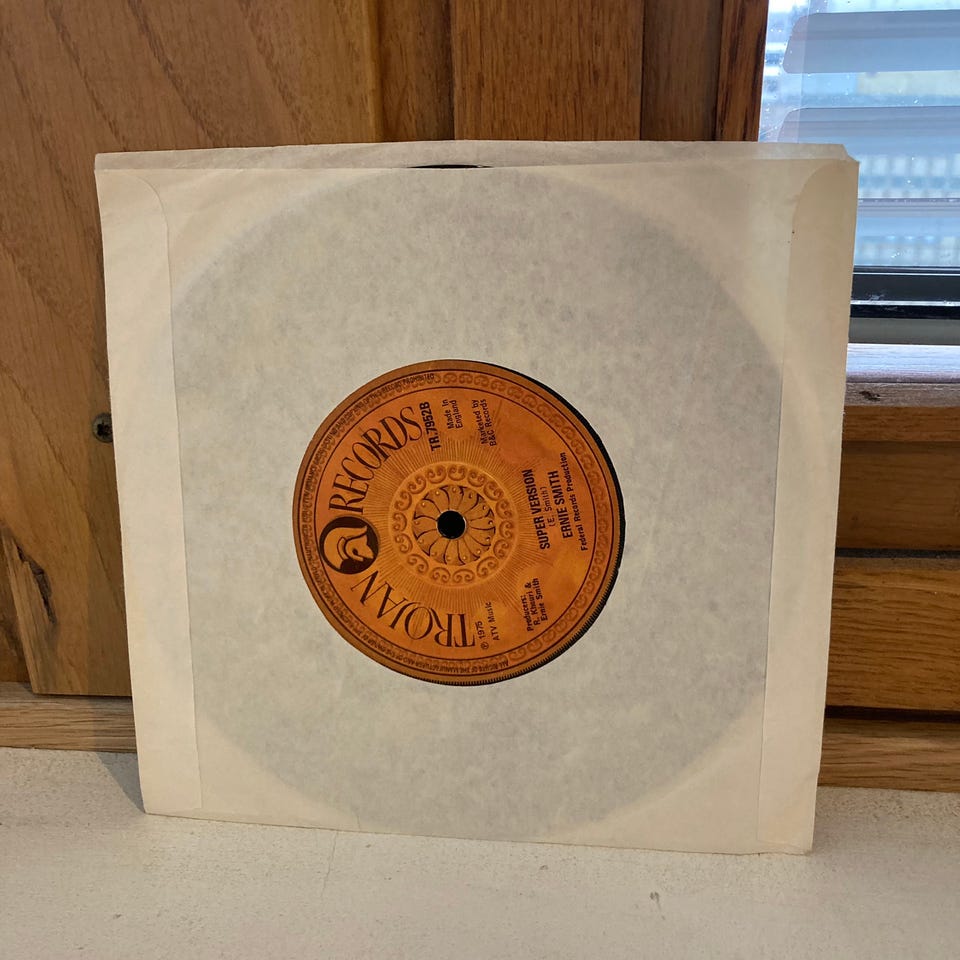 TROJAN RECORDS
TR.7952B
Made In
England
Marketed by
B&C Records
℗ 1975
ATV Music
Producers:
R. Khouri &
Ernie Smith
SUPER VERSION
(E. Smith)
ERNIE SMITH
Federal Records Production